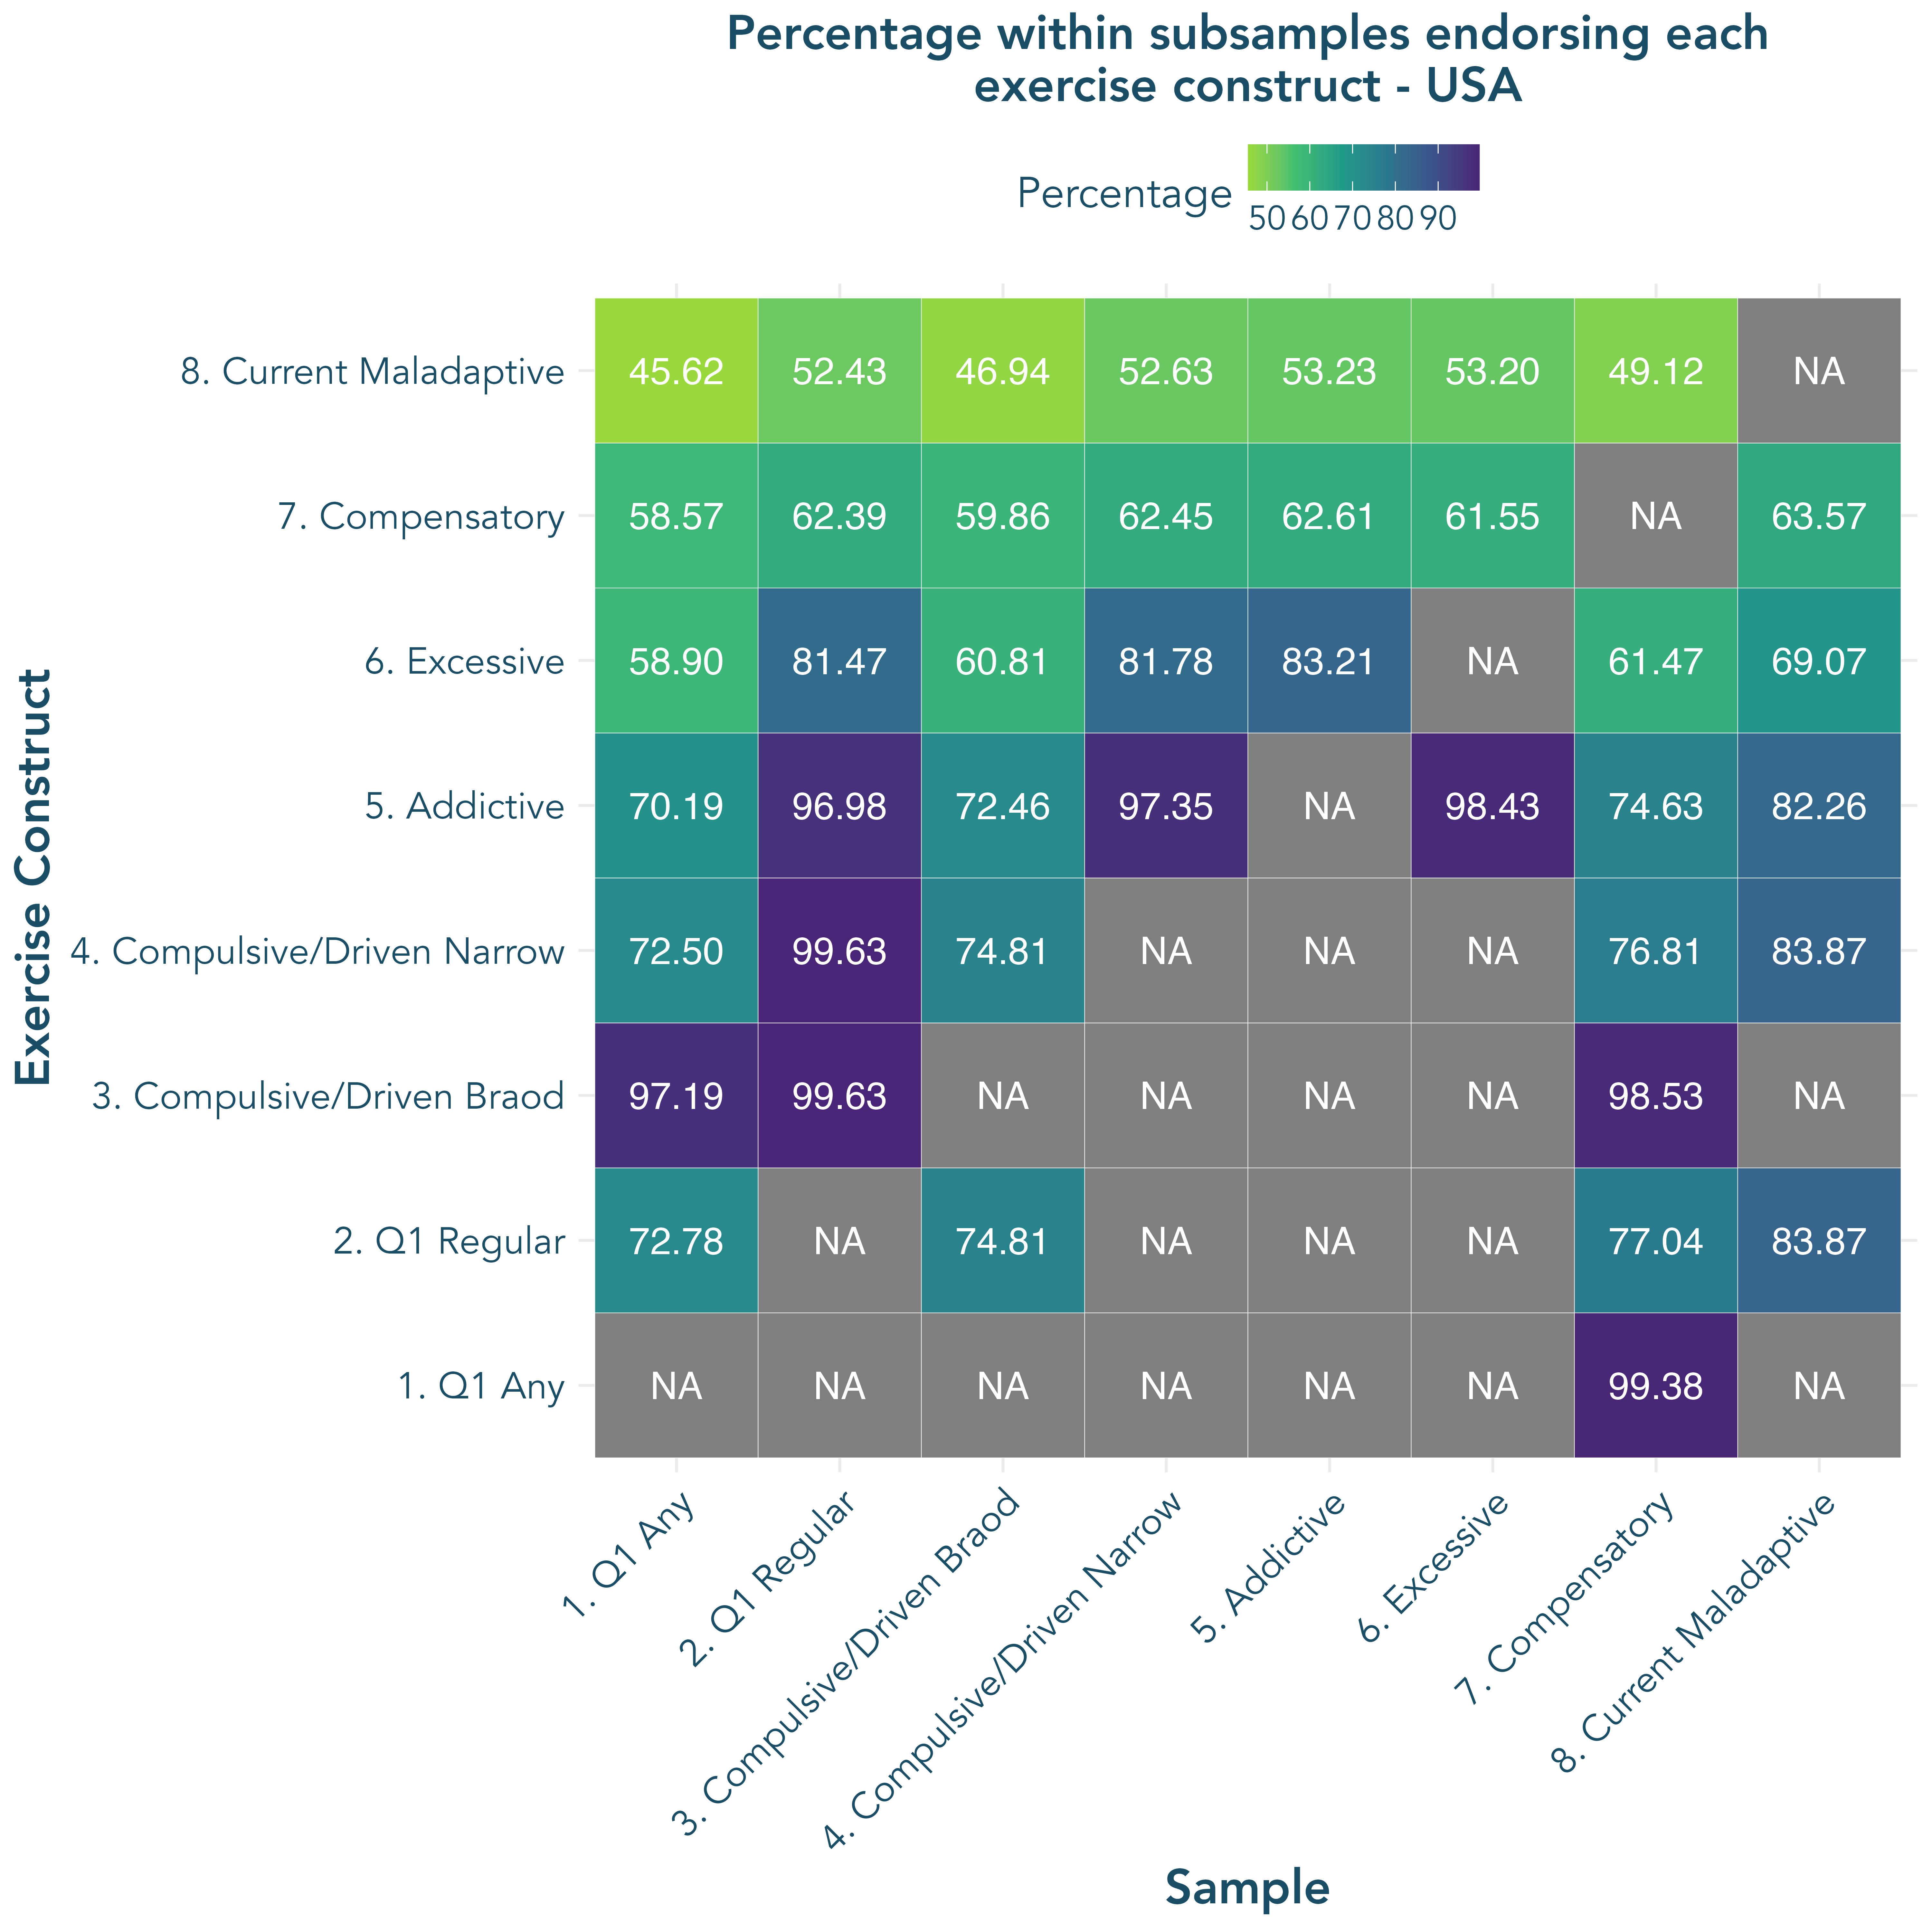 Percentage within subsamples endorsing each
exercise construct - USA
Percentage
50 60 70 80 90
Exercise Construct
8. Current Maladaptive 45.62 52.43 46.94 52.63 53.23 53.20 49.12 NA
7. Compensatory 58.57 62.39 59.86 62.45 62.61 61.55 NA 63.57
6. Excessive 58.90 81.47 60.81 81.78 83.21 NA 61.47 69.07
5. Addictive 70.19 96.98 72.46 97.35 NA 98.43 74.63 82.26
4. Compulsive/Driven Narrow 72.50 99.63 74.81 NA NA NA 76.81 83.87
3. Compulsive/Driven Braod 97.19 99.63 NA NA NA NA 98.53 NA
2. Q1 Regular 72.78 NA 74.81 NA NA NA 77.04 83.87
1. Q1 Any NA NA NA NA NA NA 99.38 NA
1. Q1 Any
2. Q1 Regular
3. Compulsive/Driven Braod
4. Compulsive/Driven Narrow
5. Addictive
6. Excessive
7. Compensatory
8. Current Maladaptive
Sample